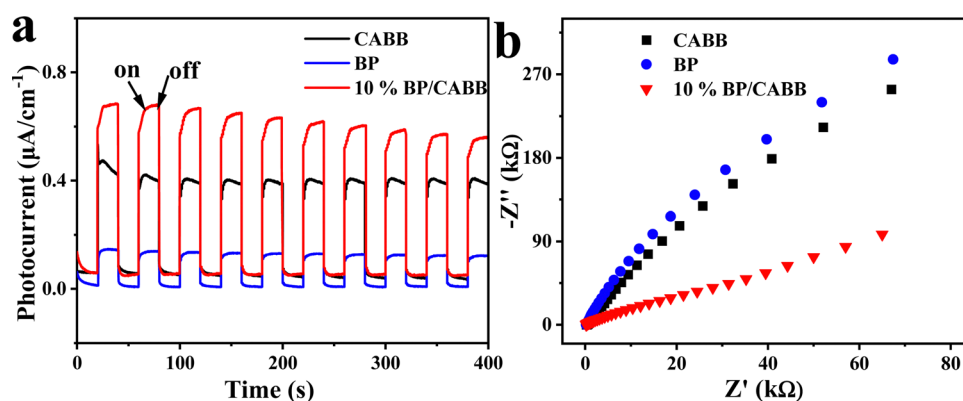 a
CABB
BP
10 % BP/CABB
on
off
0.8
0.4
0.0
Photocurrent (μA/cm⁻¹)
0
100
200
300
400
Time (s)
b
CABB
BP
10 % BP/CABB
270
180
90
0
-Z'' (kΩ)
0
20
40
60
80
Z' (kΩ)